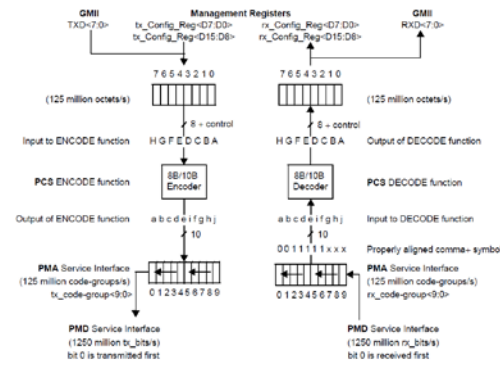 GMII
TXD<7:0>
Management Registers
tx_Config_Reg<D7:D0>
tx_Config_Reg<D15:D8>
rx_Config_Reg<D7:D0>
rx_Config_Reg<D15:D8>
GMII
RXD<7:0>
7 6 5 4 3 2 1 0
7 6 5 4 3 2 1 0
(125 million octets/s)
(125 million octets/s)
8 + control
8 + control
Input to ENCODE function
H G F E D C B A
H G F E D C B A
Output of DECODE function
PCS ENCODE function
8B/10B
Encoder
8B/10B
Decoder
PCS DECODE function
Output of ENCODE function
a b c d e i f g h j
a b c d e i f g h j
Input to DECODE function
10
10
0 0 1 1 1 1 1 x x x
Properly aligned comma+ symbo
PMA Service Interface
(125 million code-groups/s)
tx_code-group<9:0>
0 1 2 3 4 5 6 7 8 9
0 1 2 3 4 5 6 7 8 9
PMA Service Interface
(125 million code-groups/s)
rx_code-group<9:0>
PMD Service Interface
(1250 million tx_bits/s)
bit 0 is transmitted first
PMD Service Interface
(1250 million rx_bits/s)
bit 0 is received first